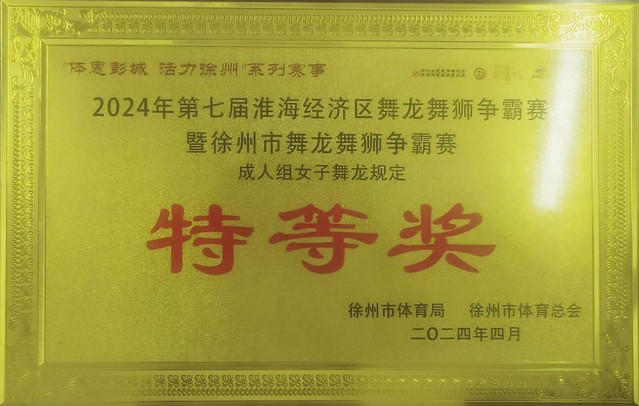 “体惠彭城 活力徐州”系列赛事
2024年第七届淮海经济区舞龙舞狮争霸赛
暨徐州市舞龙舞狮争霸赛
成人组女子舞龙规定
特等奖
徐州市体育局 徐州市体育总会
二〇二四年四月